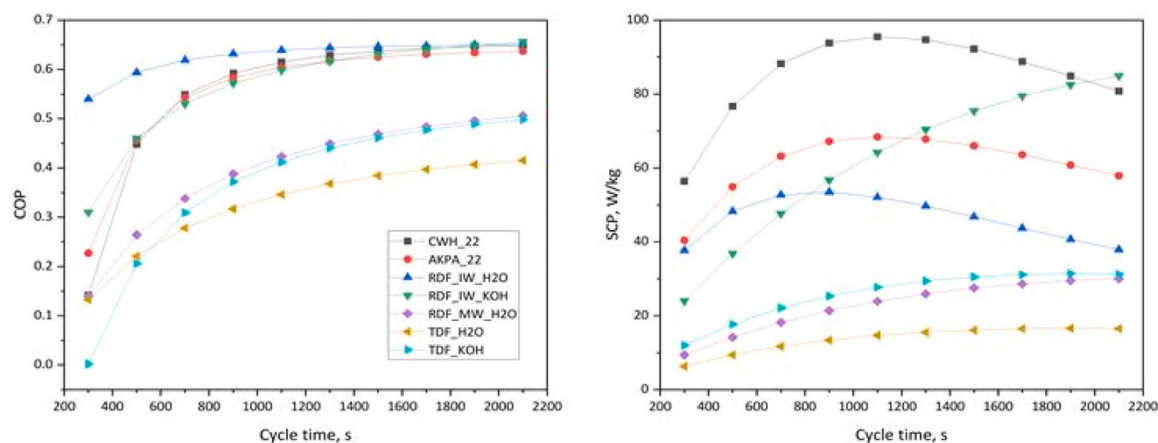 COP
0.7
0.6
0.5
0.4
0.3
0.2
0.1
0.0
CWH_22
AKPA_22
RDF_IW_H2O
RDF_IW_KOH
RDF_MW_H2O
TDF_H2O
TDF_KOH
200 400 600 800 1000 1200 1400 1600 1800 2000 2200
Cycle time, s
SCP, W/kg
100
80
60
40
20
0
200 400 600 800 1000 1200 1400 1600 1800 2000 2200
Cycle time, s